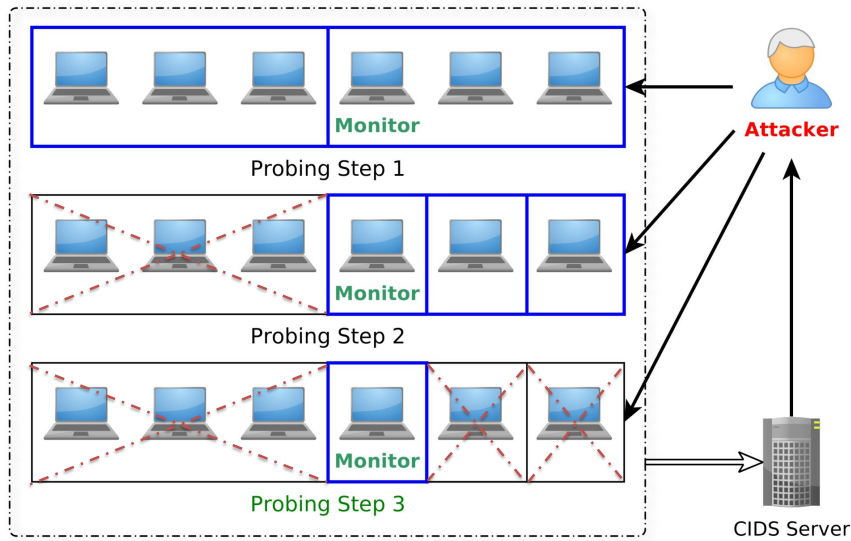 Monitor
Attacker
Probing Step 1
Monitor
Probing Step 2
Monitor
Probing Step 3
CIDS Server